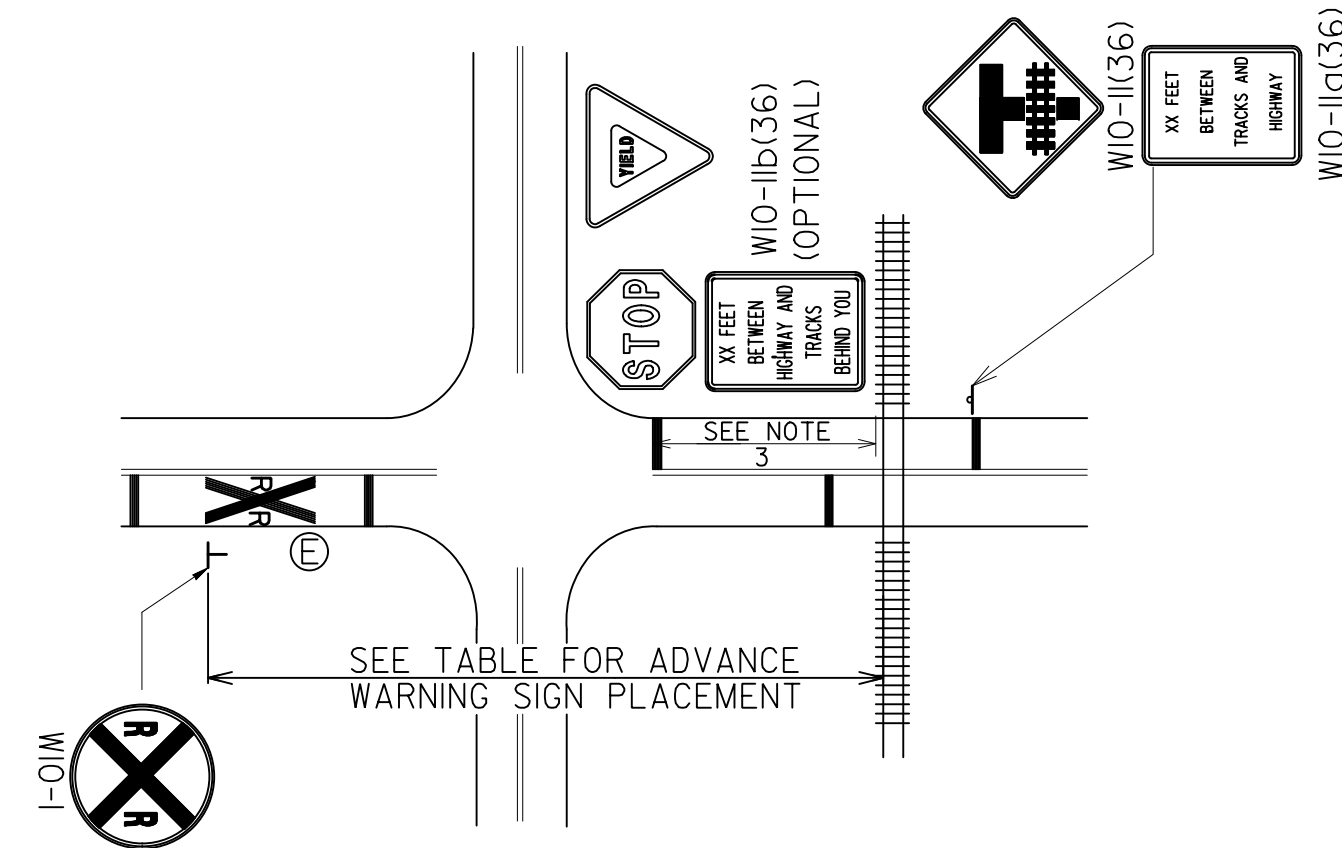 W10-11(36)
XX FEET
BETWEEN
TRACKS AND
HIGHWAY
W10-11a(36)
YIELD
W10-11b(36)
(OPTIONAL)
STOP
XX FEET
BETWEEN
HIGHWAY AND
TRACKS
BEHIND YOU
SEE NOTE
3
R R
E
SEE TABLE FOR ADVANCE
WARNING SIGN PLACEMENT
W10-1
R R